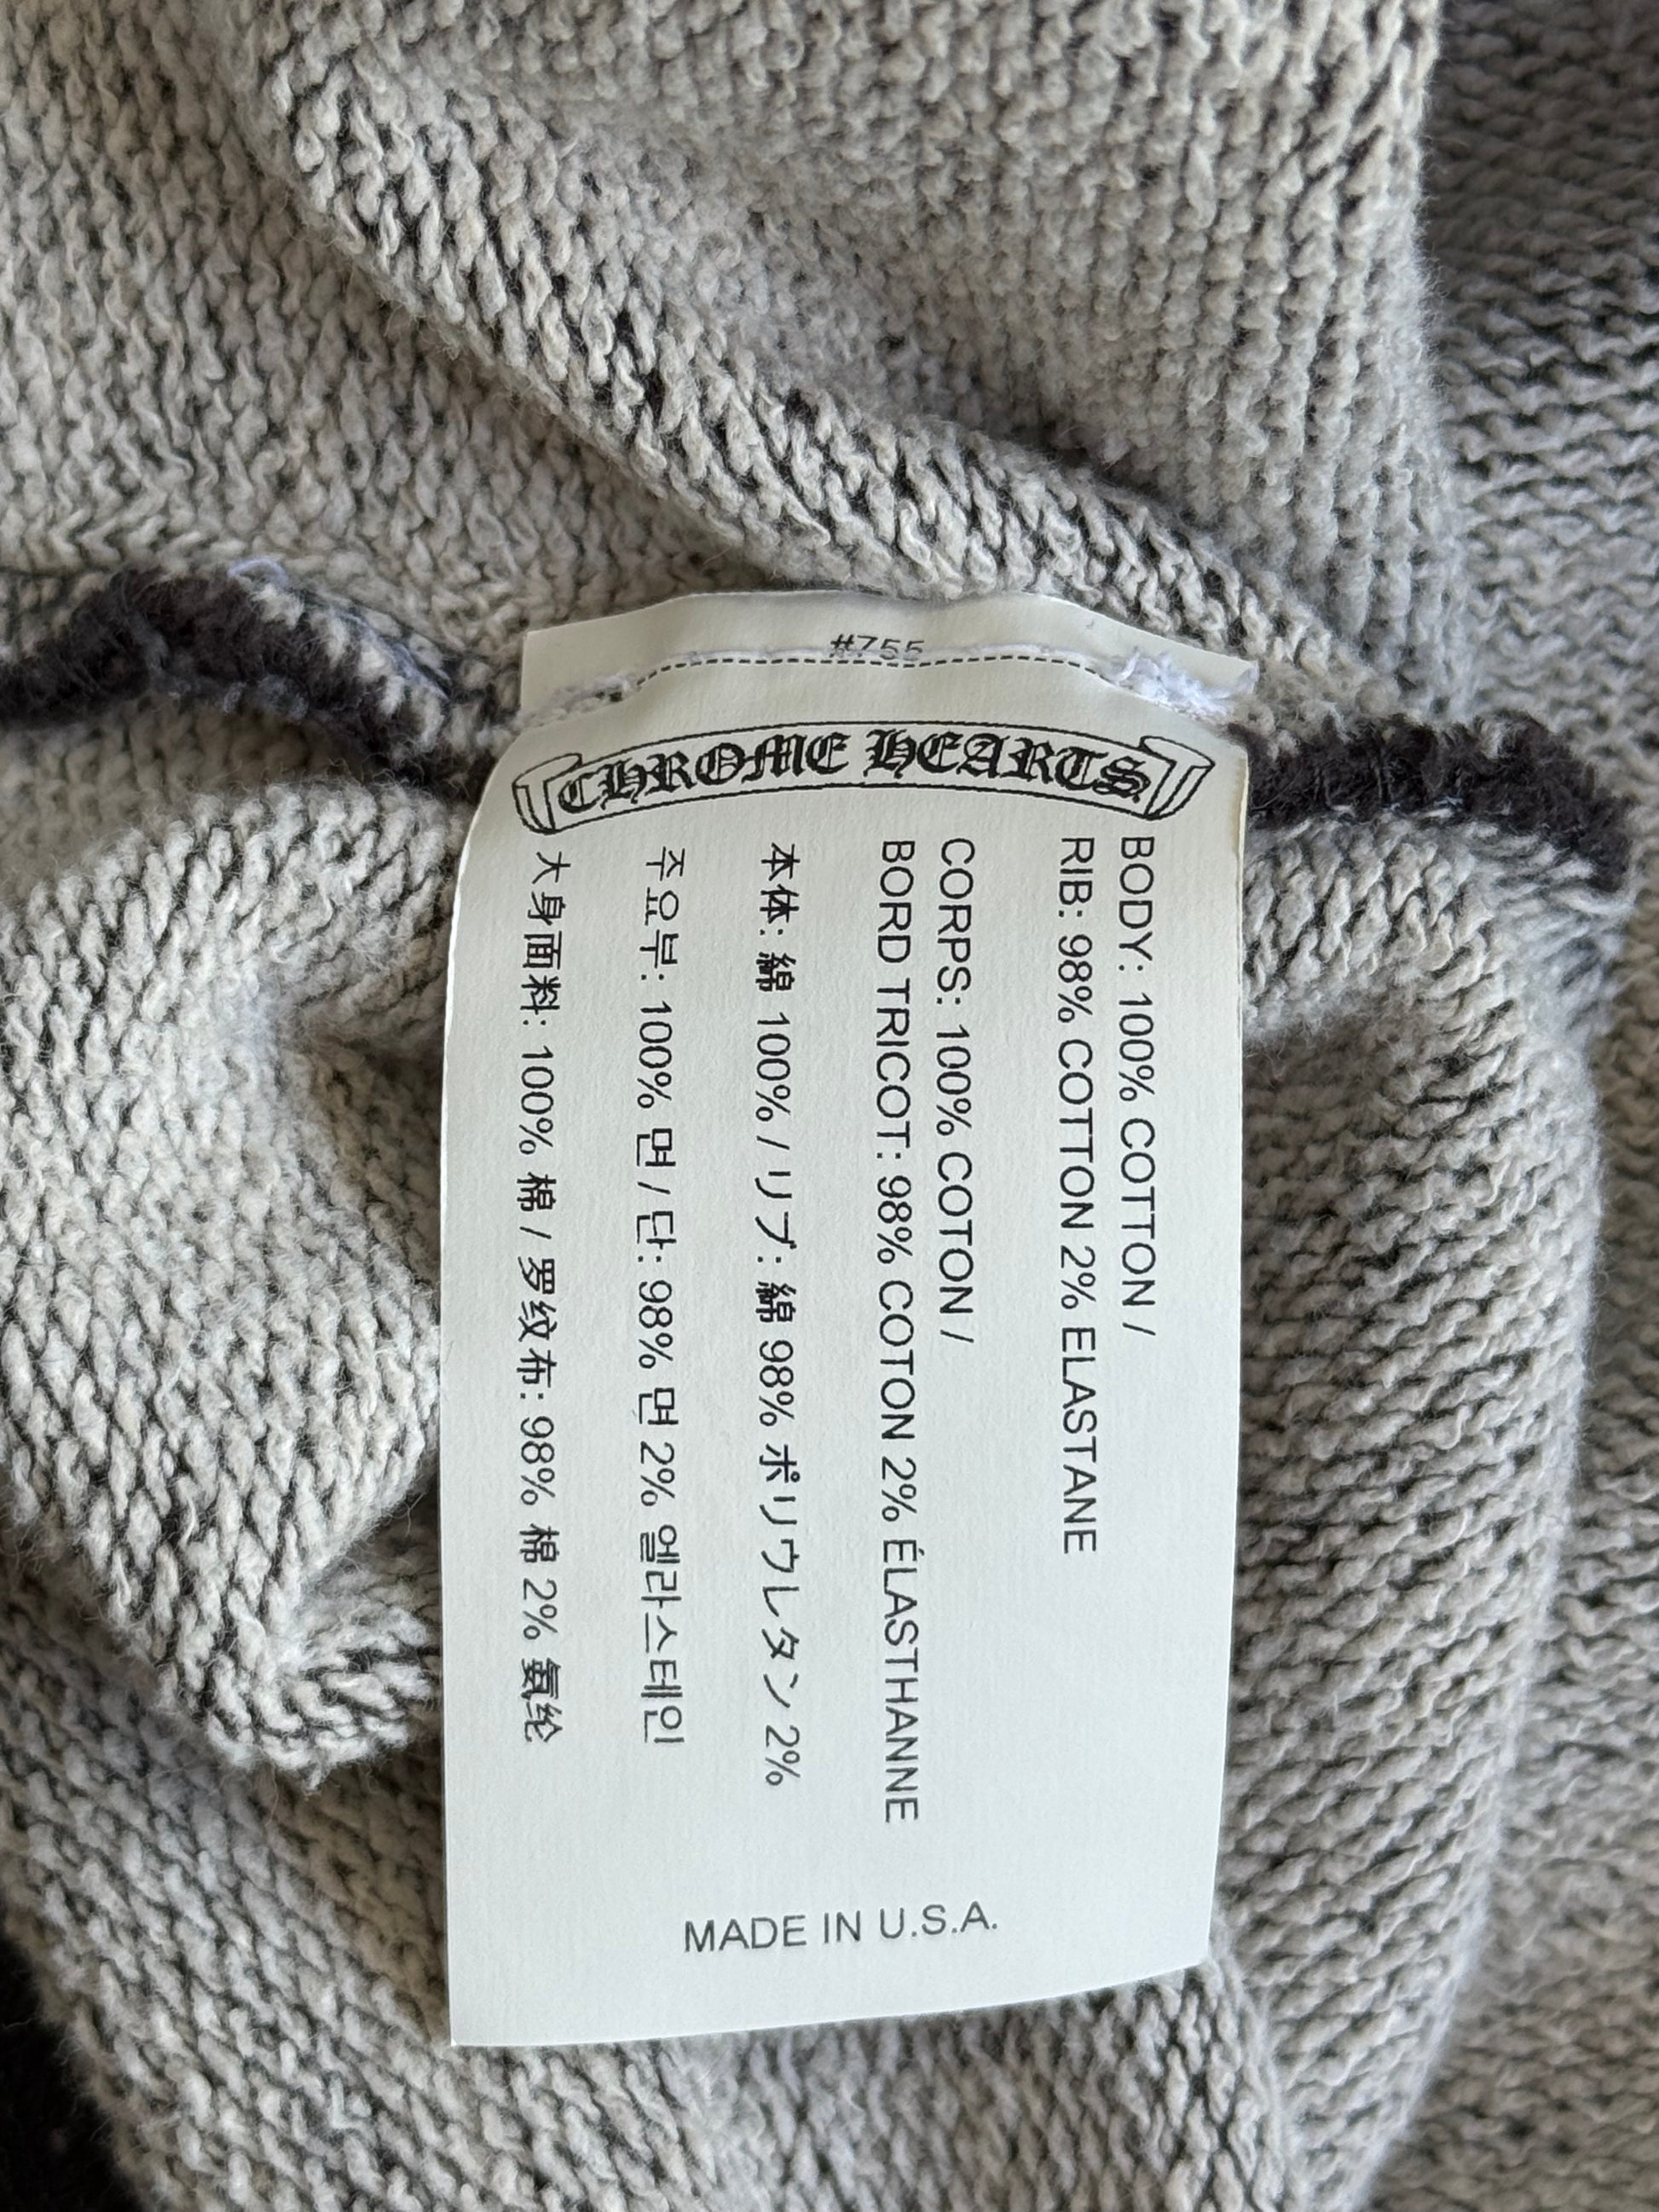 #755
CHROME HEARTS
BODY: 100% COTTON /
RIB: 98% COTTON 2% ELASTANE
CORPS: 100% COTON /
BORD TRICOT: 98% COTON 2% ÉLASTHANNE
本体: 綿 100% / リブ: 綿 98% ポリウレタン 2%
주요부: 100% 면 / 단: 98% 면 2% 엘라스테인
大身面料: 100% 棉 / 罗纹布: 98% 棉 2% 氨纶
MADE IN U.S.A.